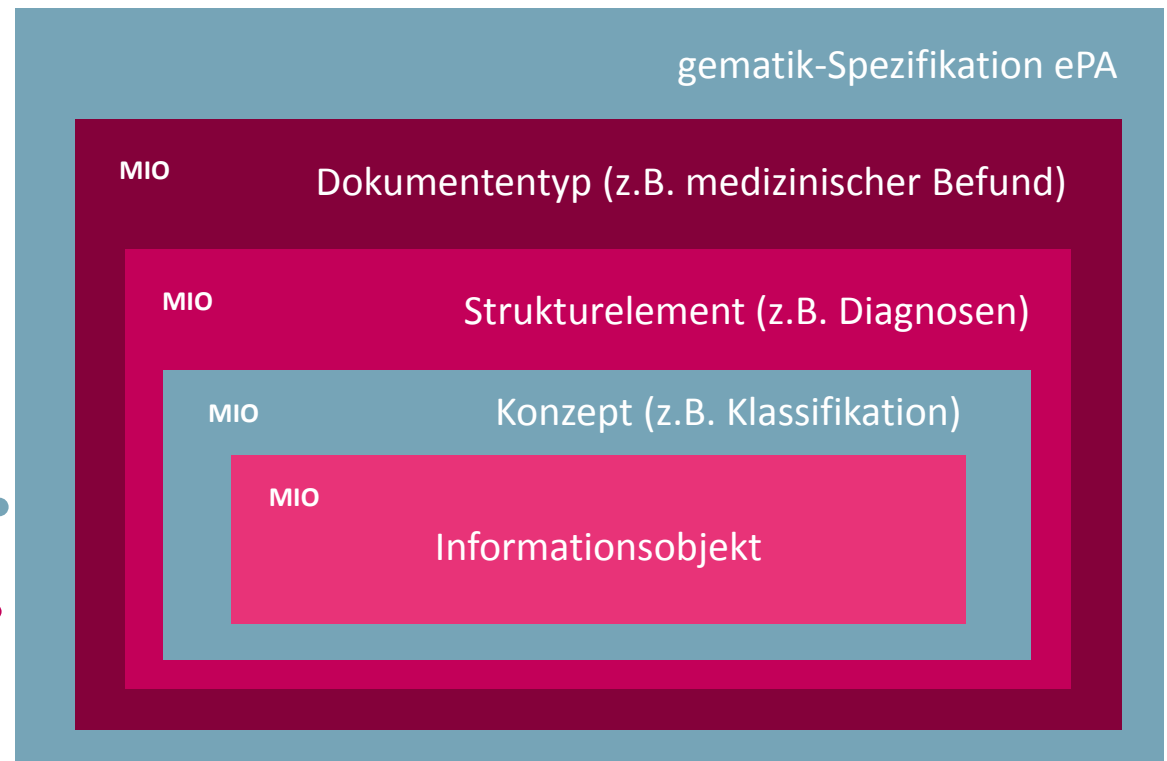 gematik-Spezifikation ePA
MIO
Dokumententyp (z.B. medizinischer Befund)
MIO
Strukturelement (z.B. Diagnosen)
MIO
Konzept (z.B. Klassifikation)
MIO
Informationsobjekt